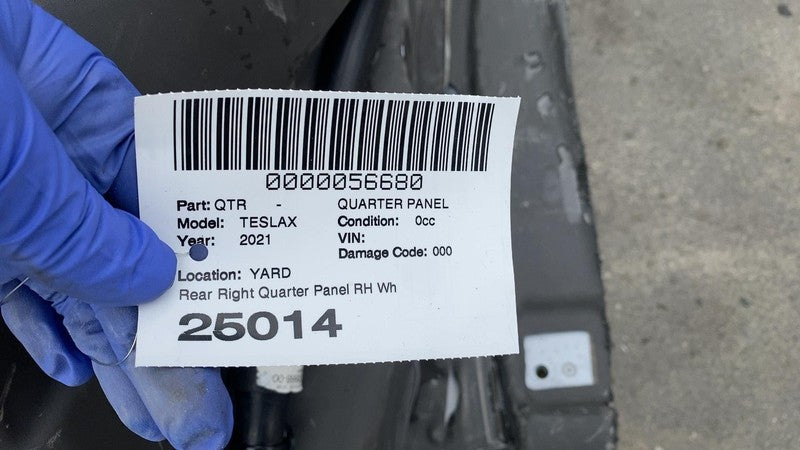 0000056680
Part: QTR - QUARTER PANEL
Model: TESLAX Condition: 0cc
Year: 2021 VIN:
Damage Code: 000
Location: YARD
Rear Right Quarter Panel RH Wh
25014